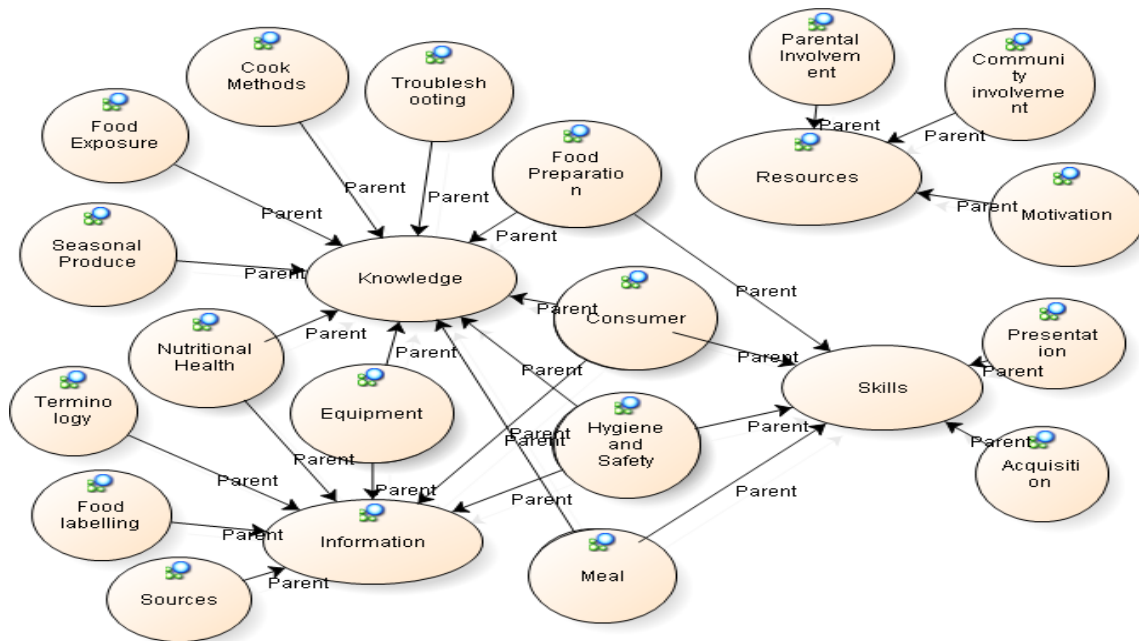 Cook
Methods
Troublesh
ooting
Parental
Involvem
ent
Communi
ty
involveme
nt
Food
Exposure
Food
Preparatio
n
Parent
Parent
Resources
Parent
Parent
Motivation
Parent
Parent
Parent
Seasonal
Produce
Parent
Knowledge
Parent
Parent
Parent
Consumer
Nutritional
Health
Parent
Parent
Parent
Parent
Presentat
ion
Parent
Skills
Termino
logy
Equipment
Hygiene
and
Safety
Parent
Parent
Parent
Parent
Acquisiti
on
Parent
Parent
Parent
Parent
Parent
Food
labelling
Parent
Information
Sources
Parent
Meal